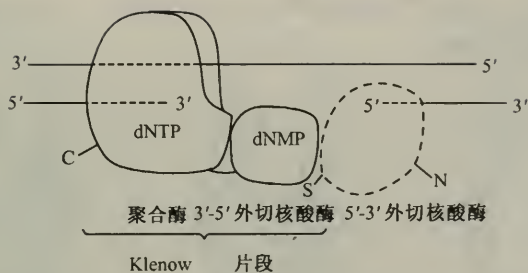 3′ 5′
5′ 3′ 5′ 3′
dNTP dNMP
C S N
聚合酶 3′-5′ 外切核酸酶 5′-3′ 外切核酸酶
Klenow 片段